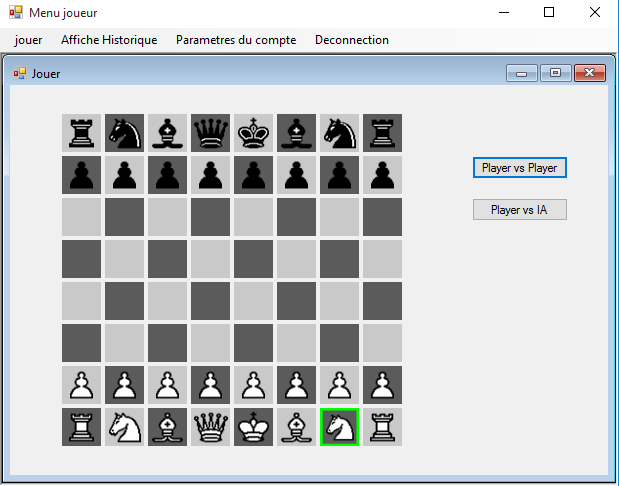 Menu joueur
jouer Affiche Historique Parametres du compte Deconnection
Jouer
Player vs Player
Player vs IA